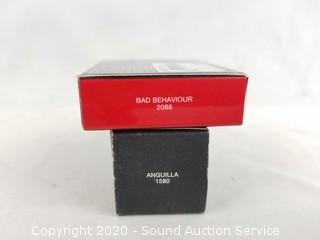 BAD BEHAVIOUR
2088
ANGUILLA
1580
Copyright © 2020 - Sound Auction Service